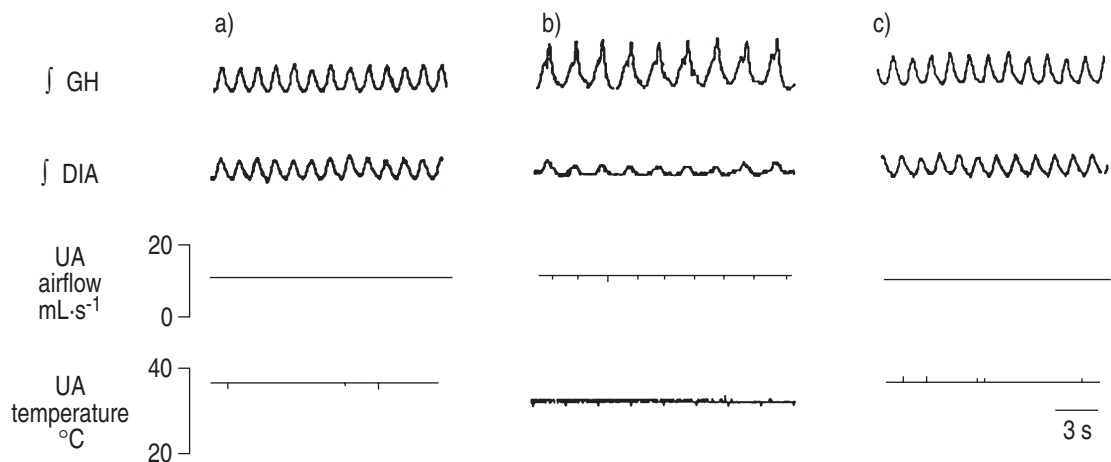 a)
b)
c)
∫ GH
∫ DIA
UA
airflow
mL·s⁻¹
20
0
UA
temperature
°C
40
20
3 s